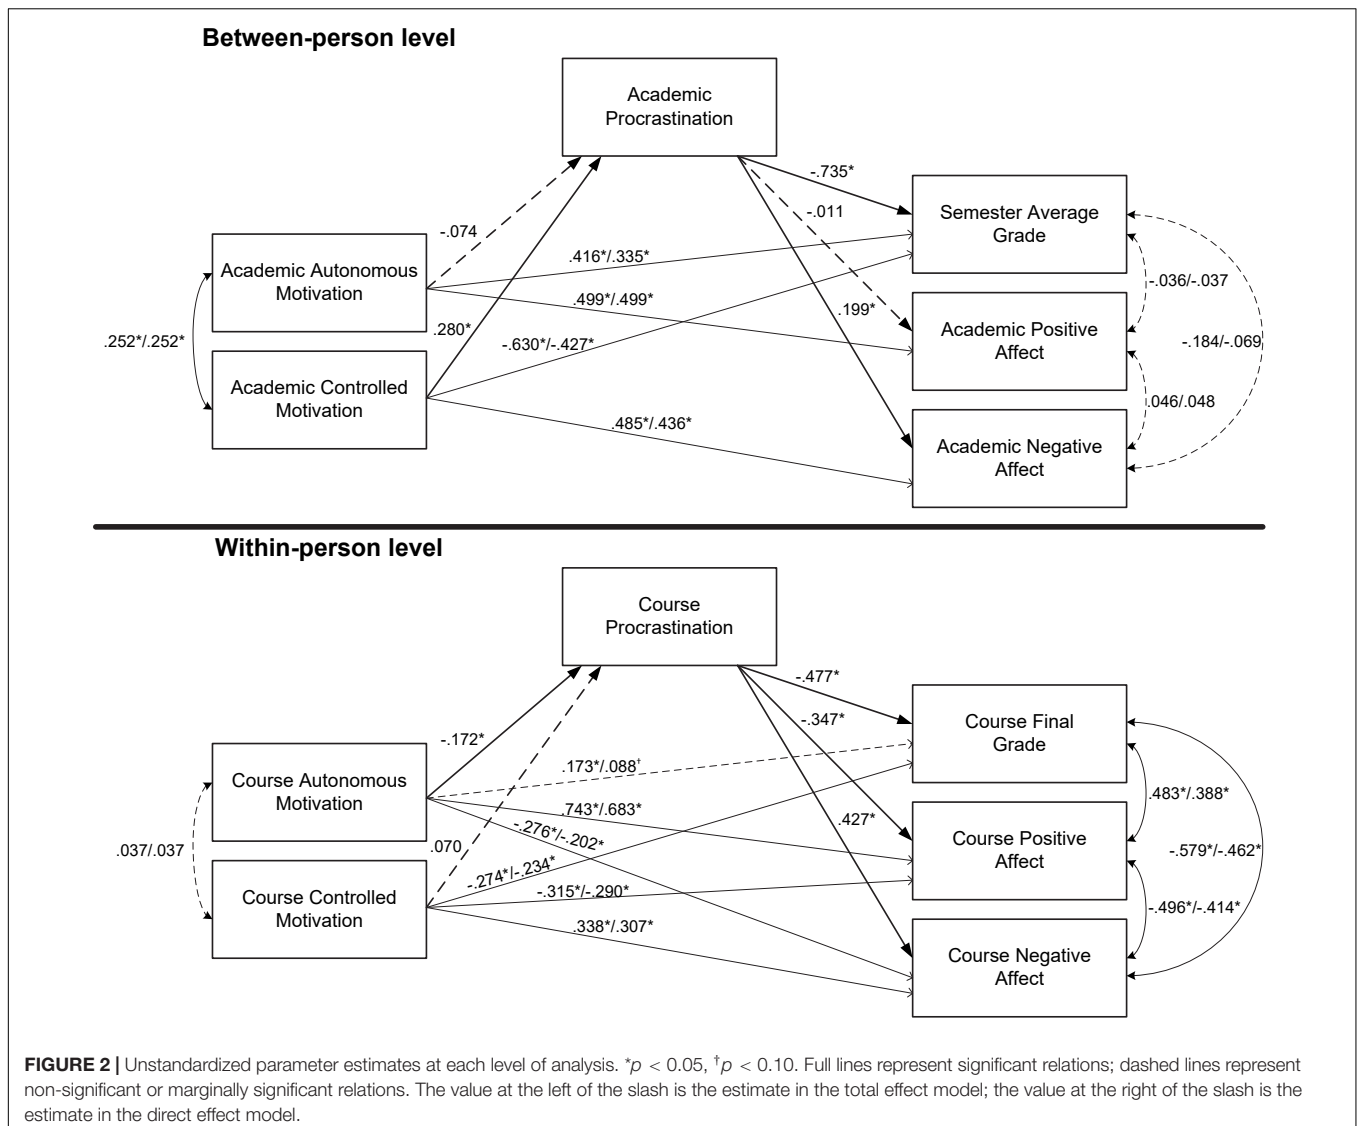 Between-person level
Academic
Procrastination
-.735*
-.011
Semester Average
Grade
-.074
Academic Autonomous
Motivation
.416*/.335*
.499*/.499*
.199*
-.036/-.037
Academic Positive
Affect
.280*
-.630*/-.427*
.252*/.252*
-.184/-.069
Academic Controlled
Motivation
.046/.048
.485*/.436*
Academic Negative
Affect
Within-person level
Course
Procrastination
-.477*
-.347*
Course Final
Grade
-.172*
.173*/.088†
Course Autonomous
Motivation
.743*/.683*
.483*/.388*
-.276*/-.202*
.427*
Course Positive
Affect
.037/.037
.070
-.579*/-.462*
-.274*/-.234*
-.315*/-.290*
Course Controlled
Motivation
-.496*/-.414*
.338*/.307*
Course Negative
Affect
FIGURE 2 | Unstandardized parameter estimates at each level of analysis. *p < 0.05, †p < 0.10. Full lines represent significant relations; dashed lines represent
non-significant or marginally significant relations. The value at the left of the slash is the estimate in the total effect model; the value at the right of the slash is the
estimate in the direct effect model.